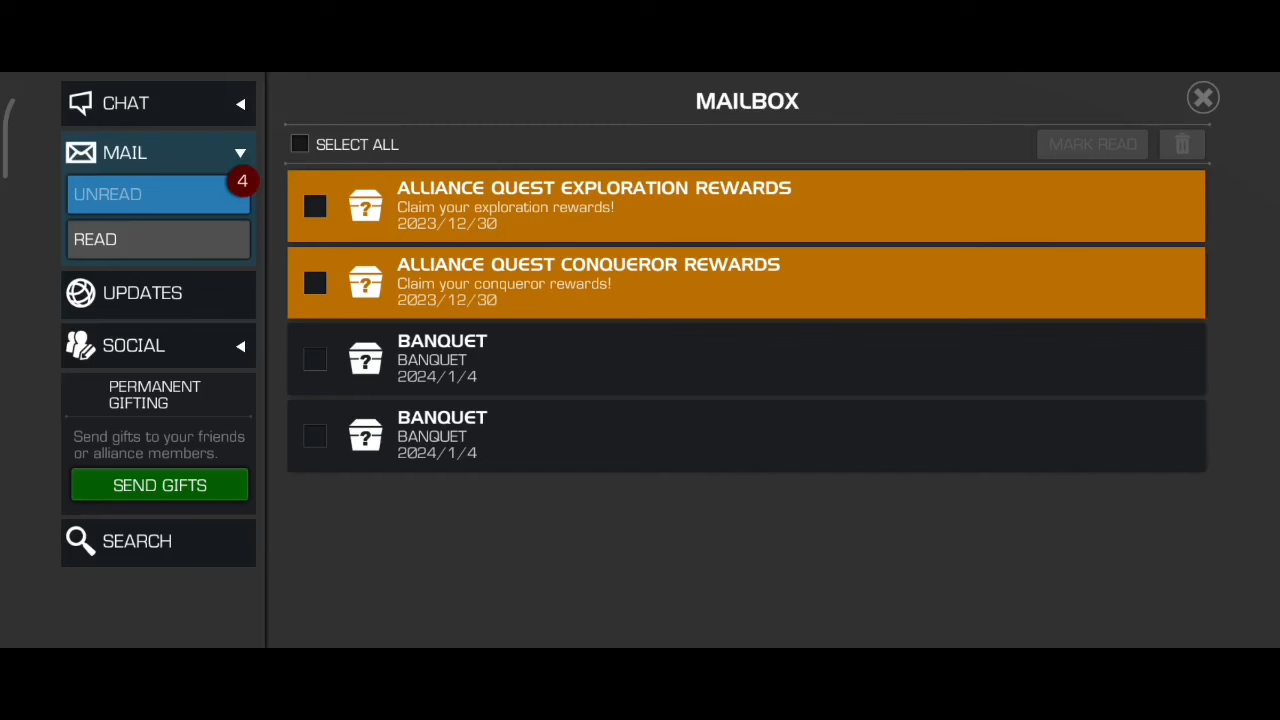 MAILBOX
CHAT
MAIL
4
UNREAD
READ
UPDATES
SOCIAL
PERMANENT
GIFTING
Send gifts to your friends
or alliance members.
SEND GIFTS
SEARCH
SELECT ALL
MARK READ
ALLIANCE QUEST EXPLORATION REWARDS
Claim your exploration rewards!
2023/12/30
ALLIANCE QUEST CONQUEROR REWARDS
Claim your conqueror rewards!
2023/12/30
BANQUET
BANQUET
2024/1/4
BANQUET
BANQUET
2024/1/4